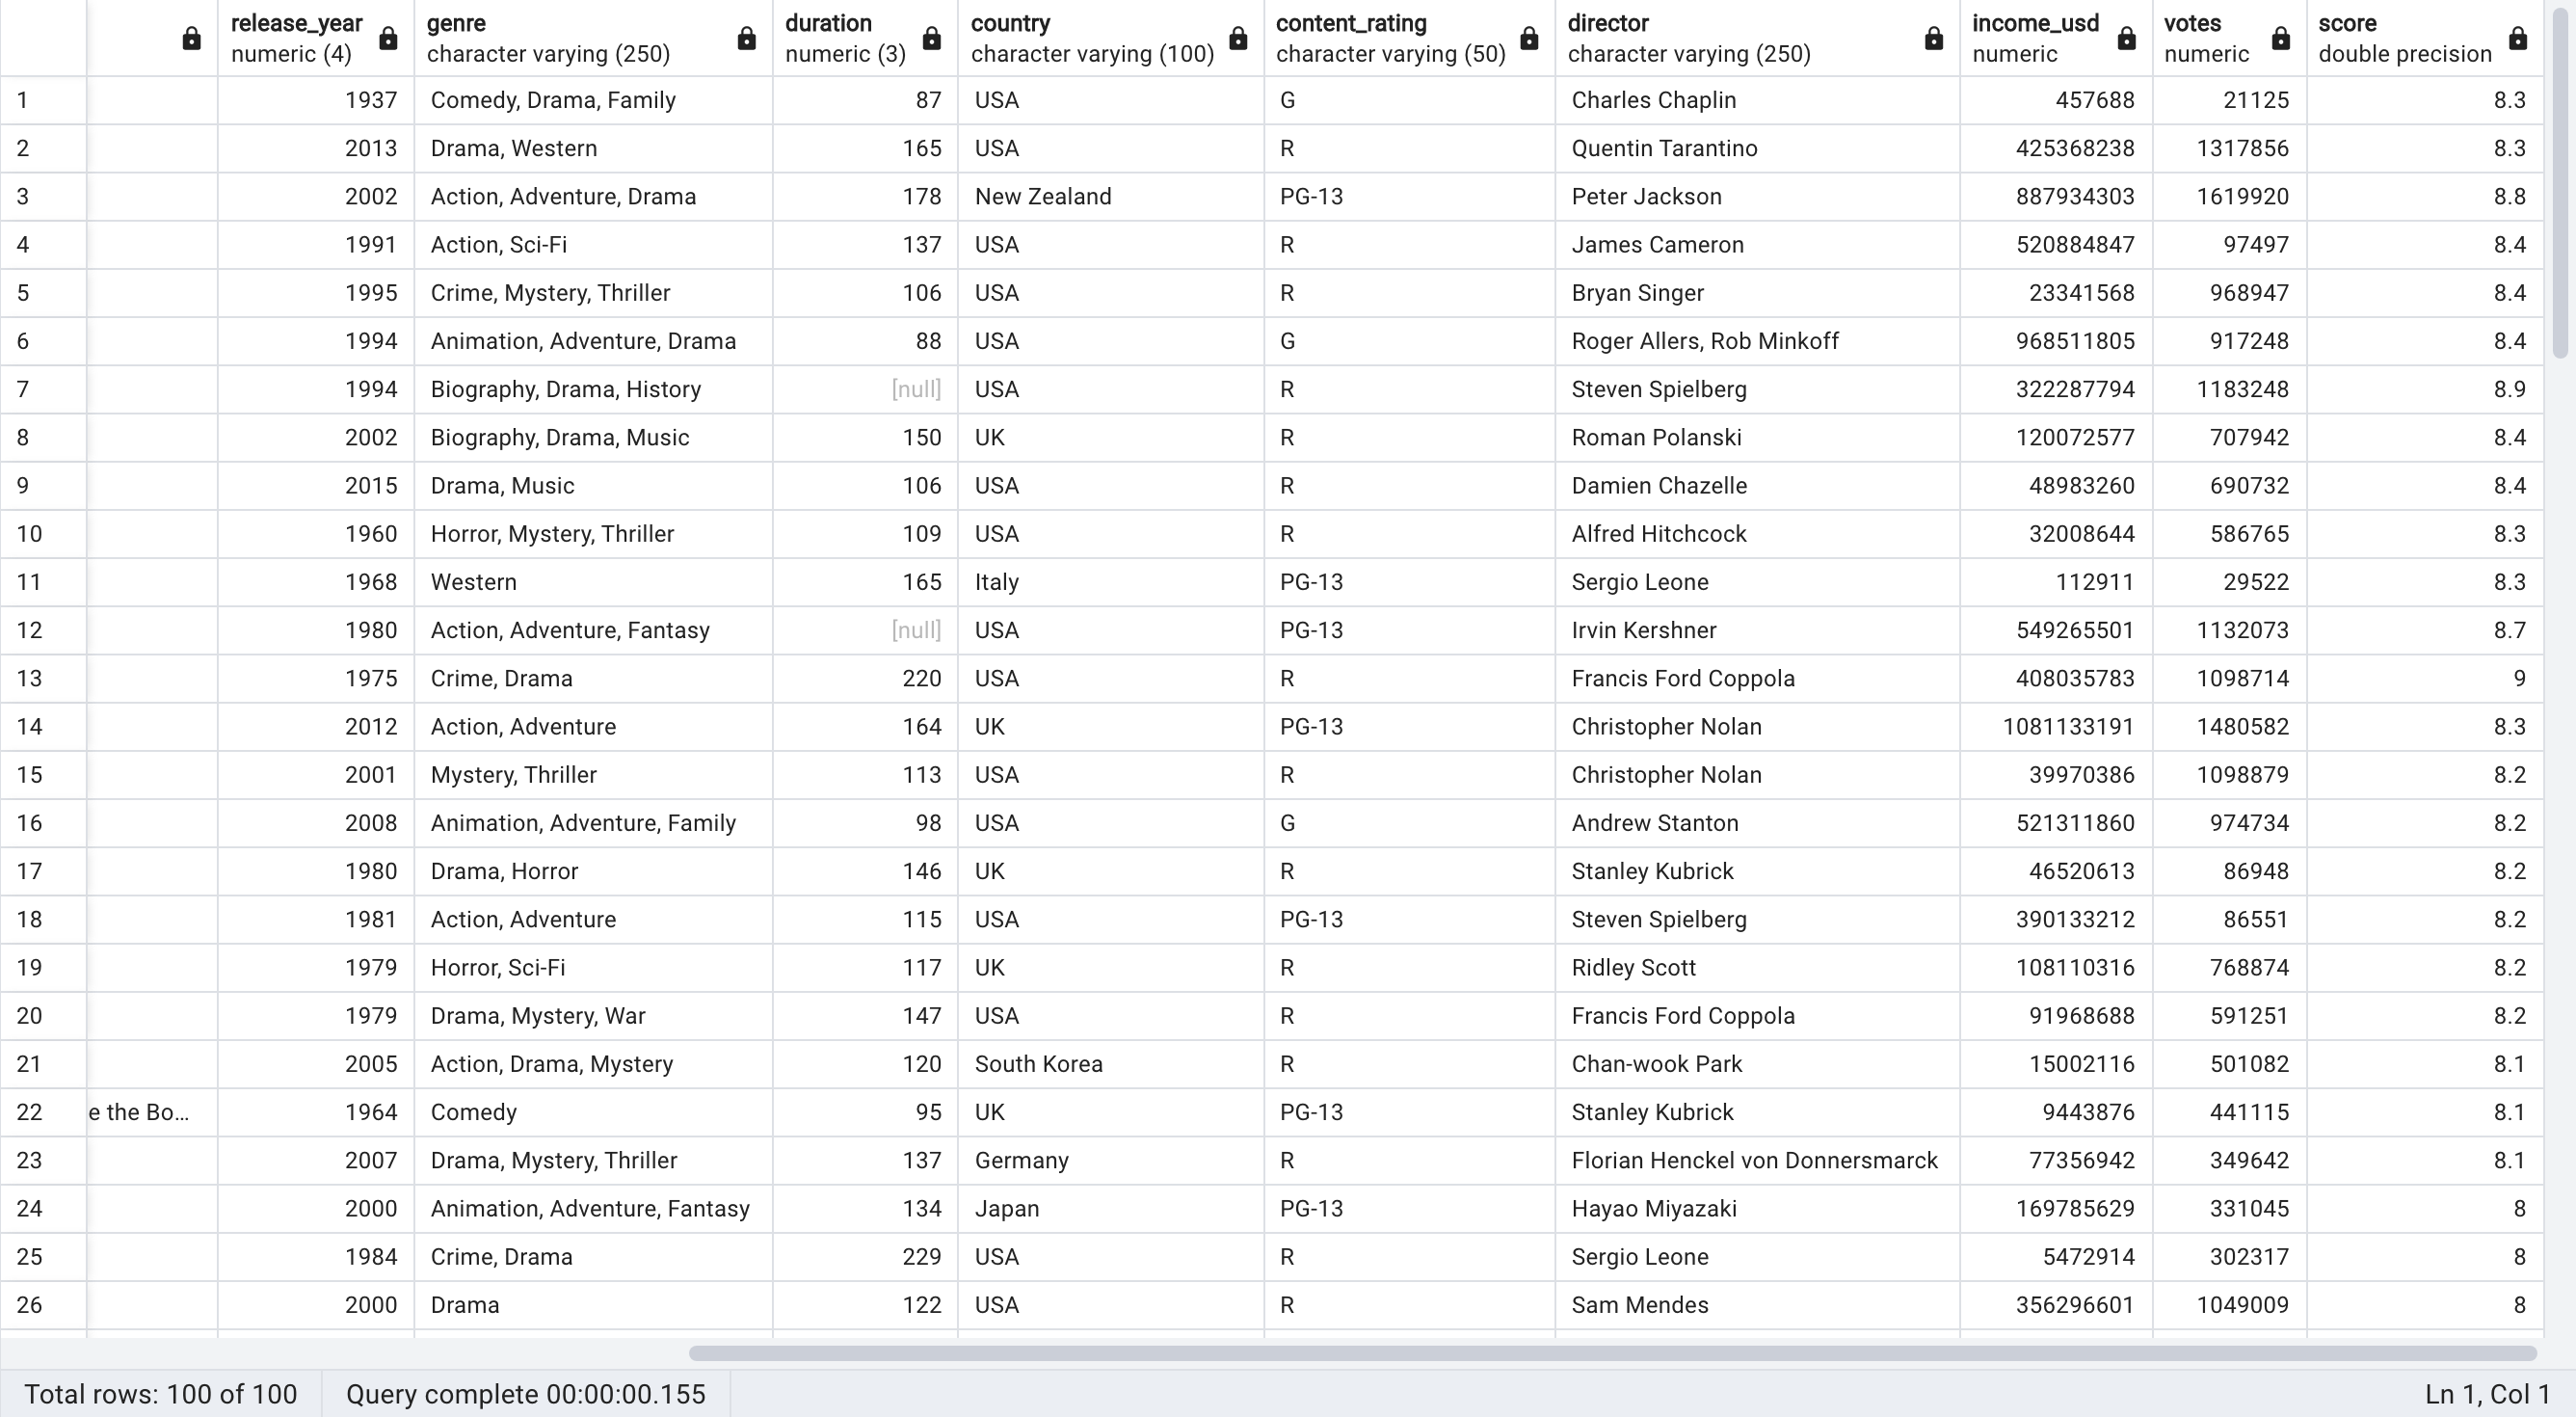 release_year genre duration country content_rating director income_usd votes score
numeric (4) character varying (250) numeric (3) character varying (100) character varying (50) character varying (250) numeric numeric double precision
1 1937 Comedy, Drama, Family 87 USA G Charles Chaplin 457688 21125 8.3
2 2013 Drama, Western 165 USA R Quentin Tarantino 425368238 1317856 8.3
3 2002 Action, Adventure, Drama 178 New Zealand PG-13 Peter Jackson 887934303 1619920 8.8
4 1991 Action, Sci-Fi 137 USA R James Cameron 520884847 97497 8.4
5 1995 Crime, Mystery, Thriller 106 USA R Bryan Singer 23341568 968947 8.4
6 1994 Animation, Adventure, Drama 88 USA G Roger Allers, Rob Minkoff 968511805 917248 8.4
7 1994 Biography, Drama, History [null] USA R Steven Spielberg 322287794 1183248 8.9
8 2002 Biography, Drama, Music 150 UK R Roman Polanski 120072577 707942 8.4
9 2015 Drama, Music 106 USA R Damien Chazelle 48983260 690732 8.4
10 1960 Horror, Mystery, Thriller 109 USA R Alfred Hitchcock 32008644 586765 8.3
11 1968 Western 165 Italy PG-13 Sergio Leone 112911 29522 8.3
12 1980 Action, Adventure, Fantasy [null] USA PG-13 Irvin Kershner 549265501 1132073 8.7
13 1975 Crime, Drama 220 USA R Francis Ford Coppola 408035783 1098714 9
14 2012 Action, Adventure 164 UK PG-13 Christopher Nolan 1081133191 1480582 8.3
15 2001 Mystery, Thriller 113 USA R Christopher Nolan 39970386 1098879 8.2
16 2008 Animation, Adventure, Family 98 USA G Andrew Stanton 521311860 974734 8.2
17 1980 Drama, Horror 146 UK R Stanley Kubrick 46520613 86948 8.2
18 1981 Action, Adventure 115 USA PG-13 Steven Spielberg 390133212 86551 8.2
19 1979 Horror, Sci-Fi 117 UK R Ridley Scott 108110316 768874 8.2
20 1979 Drama, Mystery, War 147 USA R Francis Ford Coppola 91968688 591251 8.2
21 2005 Action, Drama, Mystery 120 South Korea R Chan-wook Park 15002116 501082 8.1
22 e the Bo... 1964 Comedy 95 UK PG-13 Stanley Kubrick 9443876 441115 8.1
23 2007 Drama, Mystery, Thriller 137 Germany R Florian Henckel von Donnersmarck 77356942 349642 8.1
24 2000 Animation, Adventure, Fantasy 134 Japan PG-13 Hayao Miyazaki 169785629 331045 8
25 1984 Crime, Drama 229 USA R Sergio Leone 5472914 302317 8
26 2000 Drama 122 USA R Sam Mendes 356296601 1049009 8
Total rows: 100 of 100 Query complete 00:00:00.155 Ln 1, Col 1